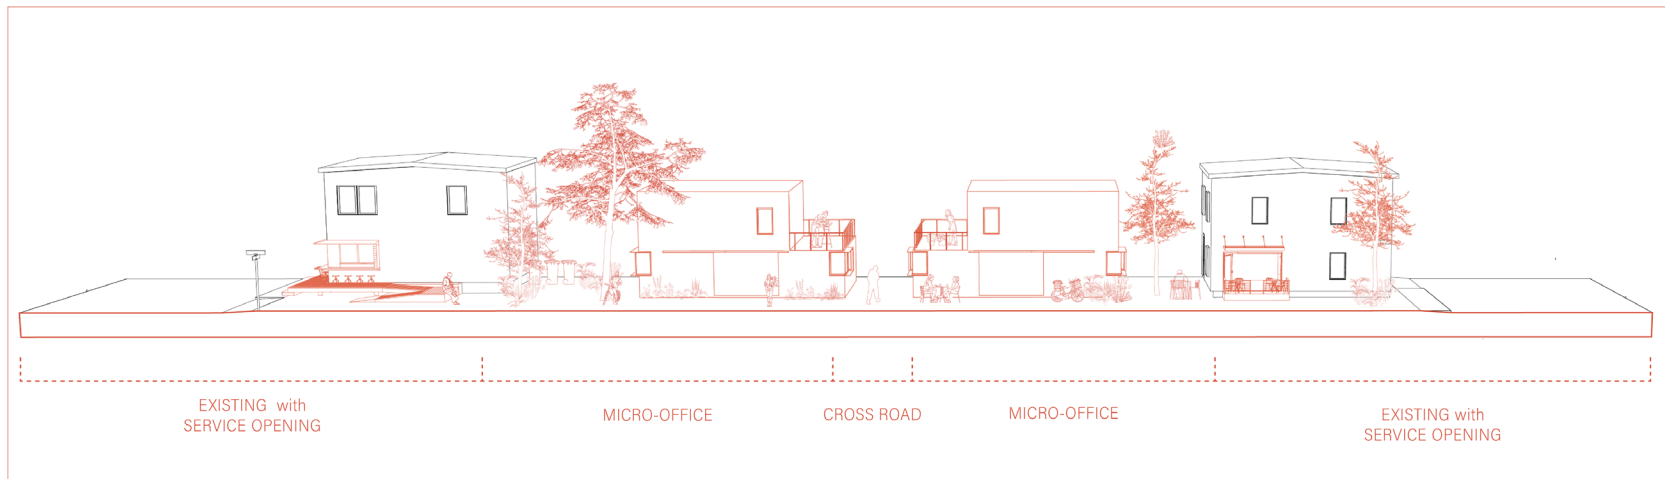 EXISTING with
SERVICE OPENING
MICRO-OFFICE
CROSS ROAD
MICRO-OFFICE
EXISTING with
SERVICE OPENING